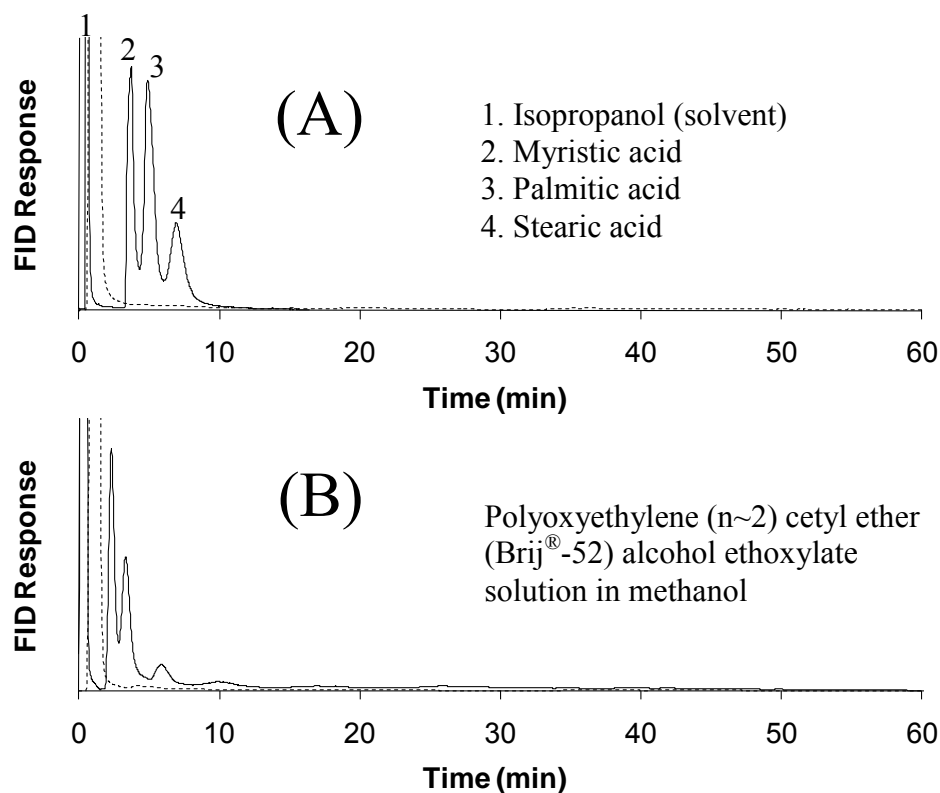 1
2
3
4
(A)
1. Isopropanol (solvent)
2. Myristic acid
3. Palmitic acid
4. Stearic acid
FID Response
0 10 20 30 40 50 60
Time (min)
(B)
Polyoxyethylene (n~2) cetyl ether
(Brij®-52) alcohol ethoxylate
solution in methanol
FID Response
0 10 20 30 40 50 60
Time (min)